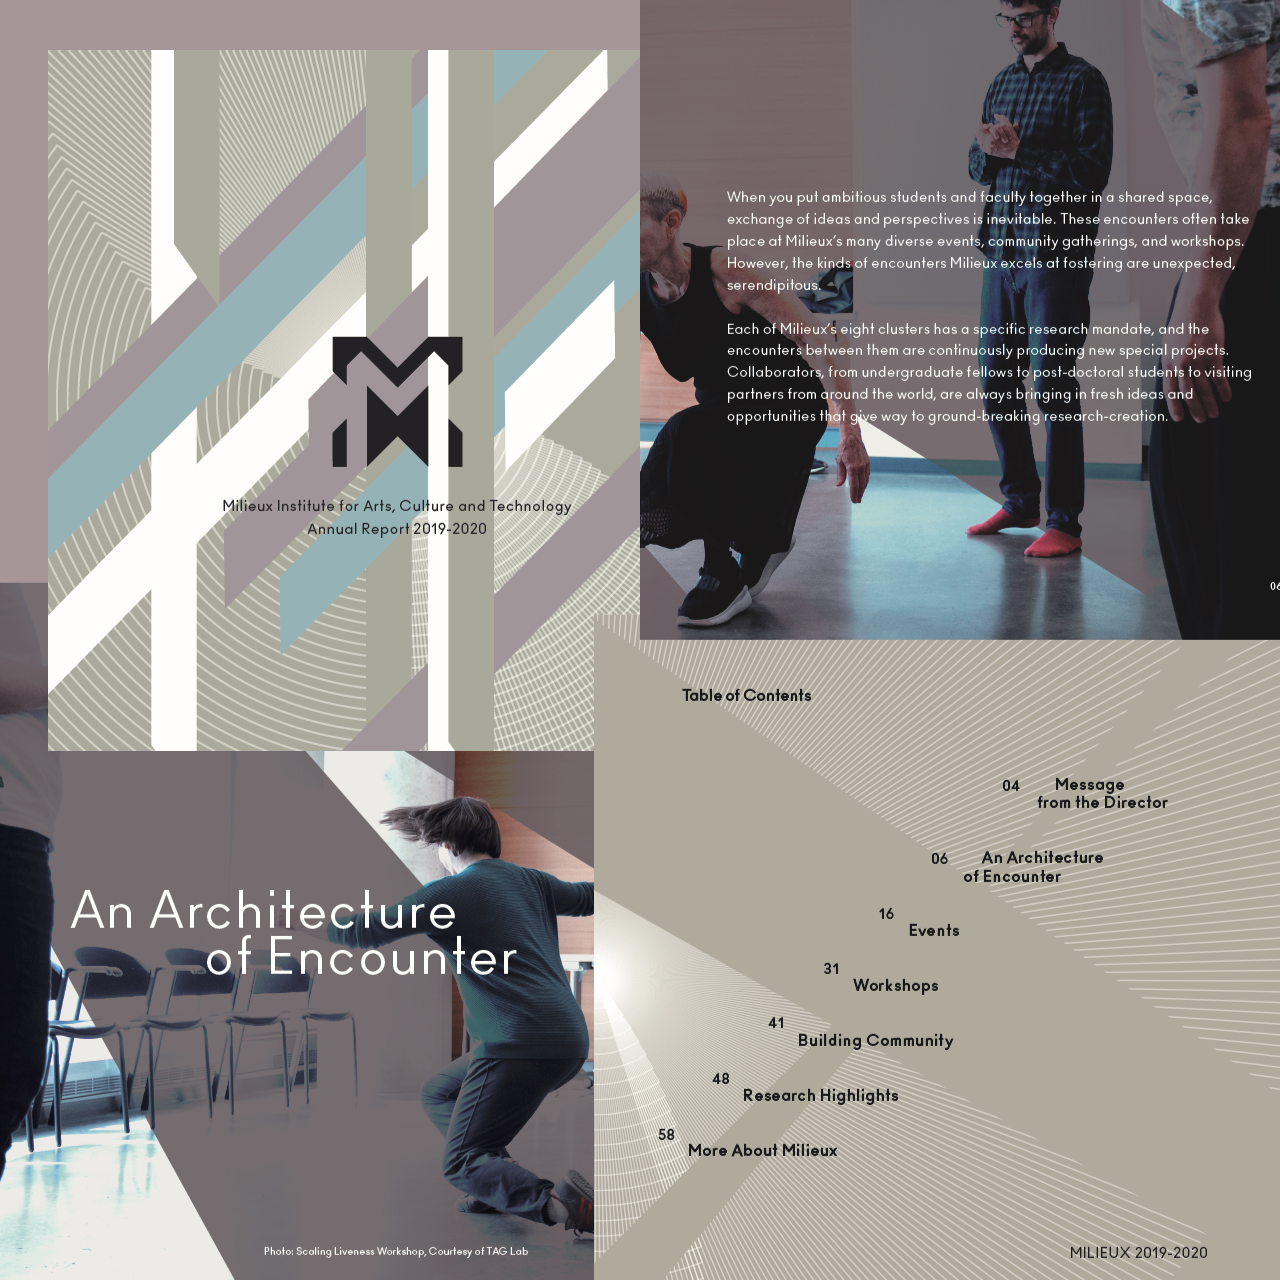 Milieux Institute for Arts, Culture and Technology
Annual Report 2019-2020
When you put ambitious students and faculty together in a shared space,
exchange of ideas and perspectives is inevitable. These encounters often take
place at Milieux's many diverse events, community gatherings, and workshops.
However, the kinds of encounters Milieux excels at fostering are unexpected,
serendipitous.
Each of Milieux's eight clusters has a specific research mandate, and the
encounters between them are continuously producing new special projects.
Collaborators, from undergraduate fellows to post-doctoral students to visiting
partners from around the world, are always bringing in fresh ideas and
opportunities that give way to ground-breaking research-creation.
06
An Architecture
of Encounter
Photo: Scaling Liveness Workshop, Courtesy of TAG Lab
Table of Contents
04 Message
from the Director
06 An Architecture
of Encounter
16
Events
31
Workshops
41
Building Community
48
Research Highlights
58
More About Milieux
MILIEUX 2019-2020